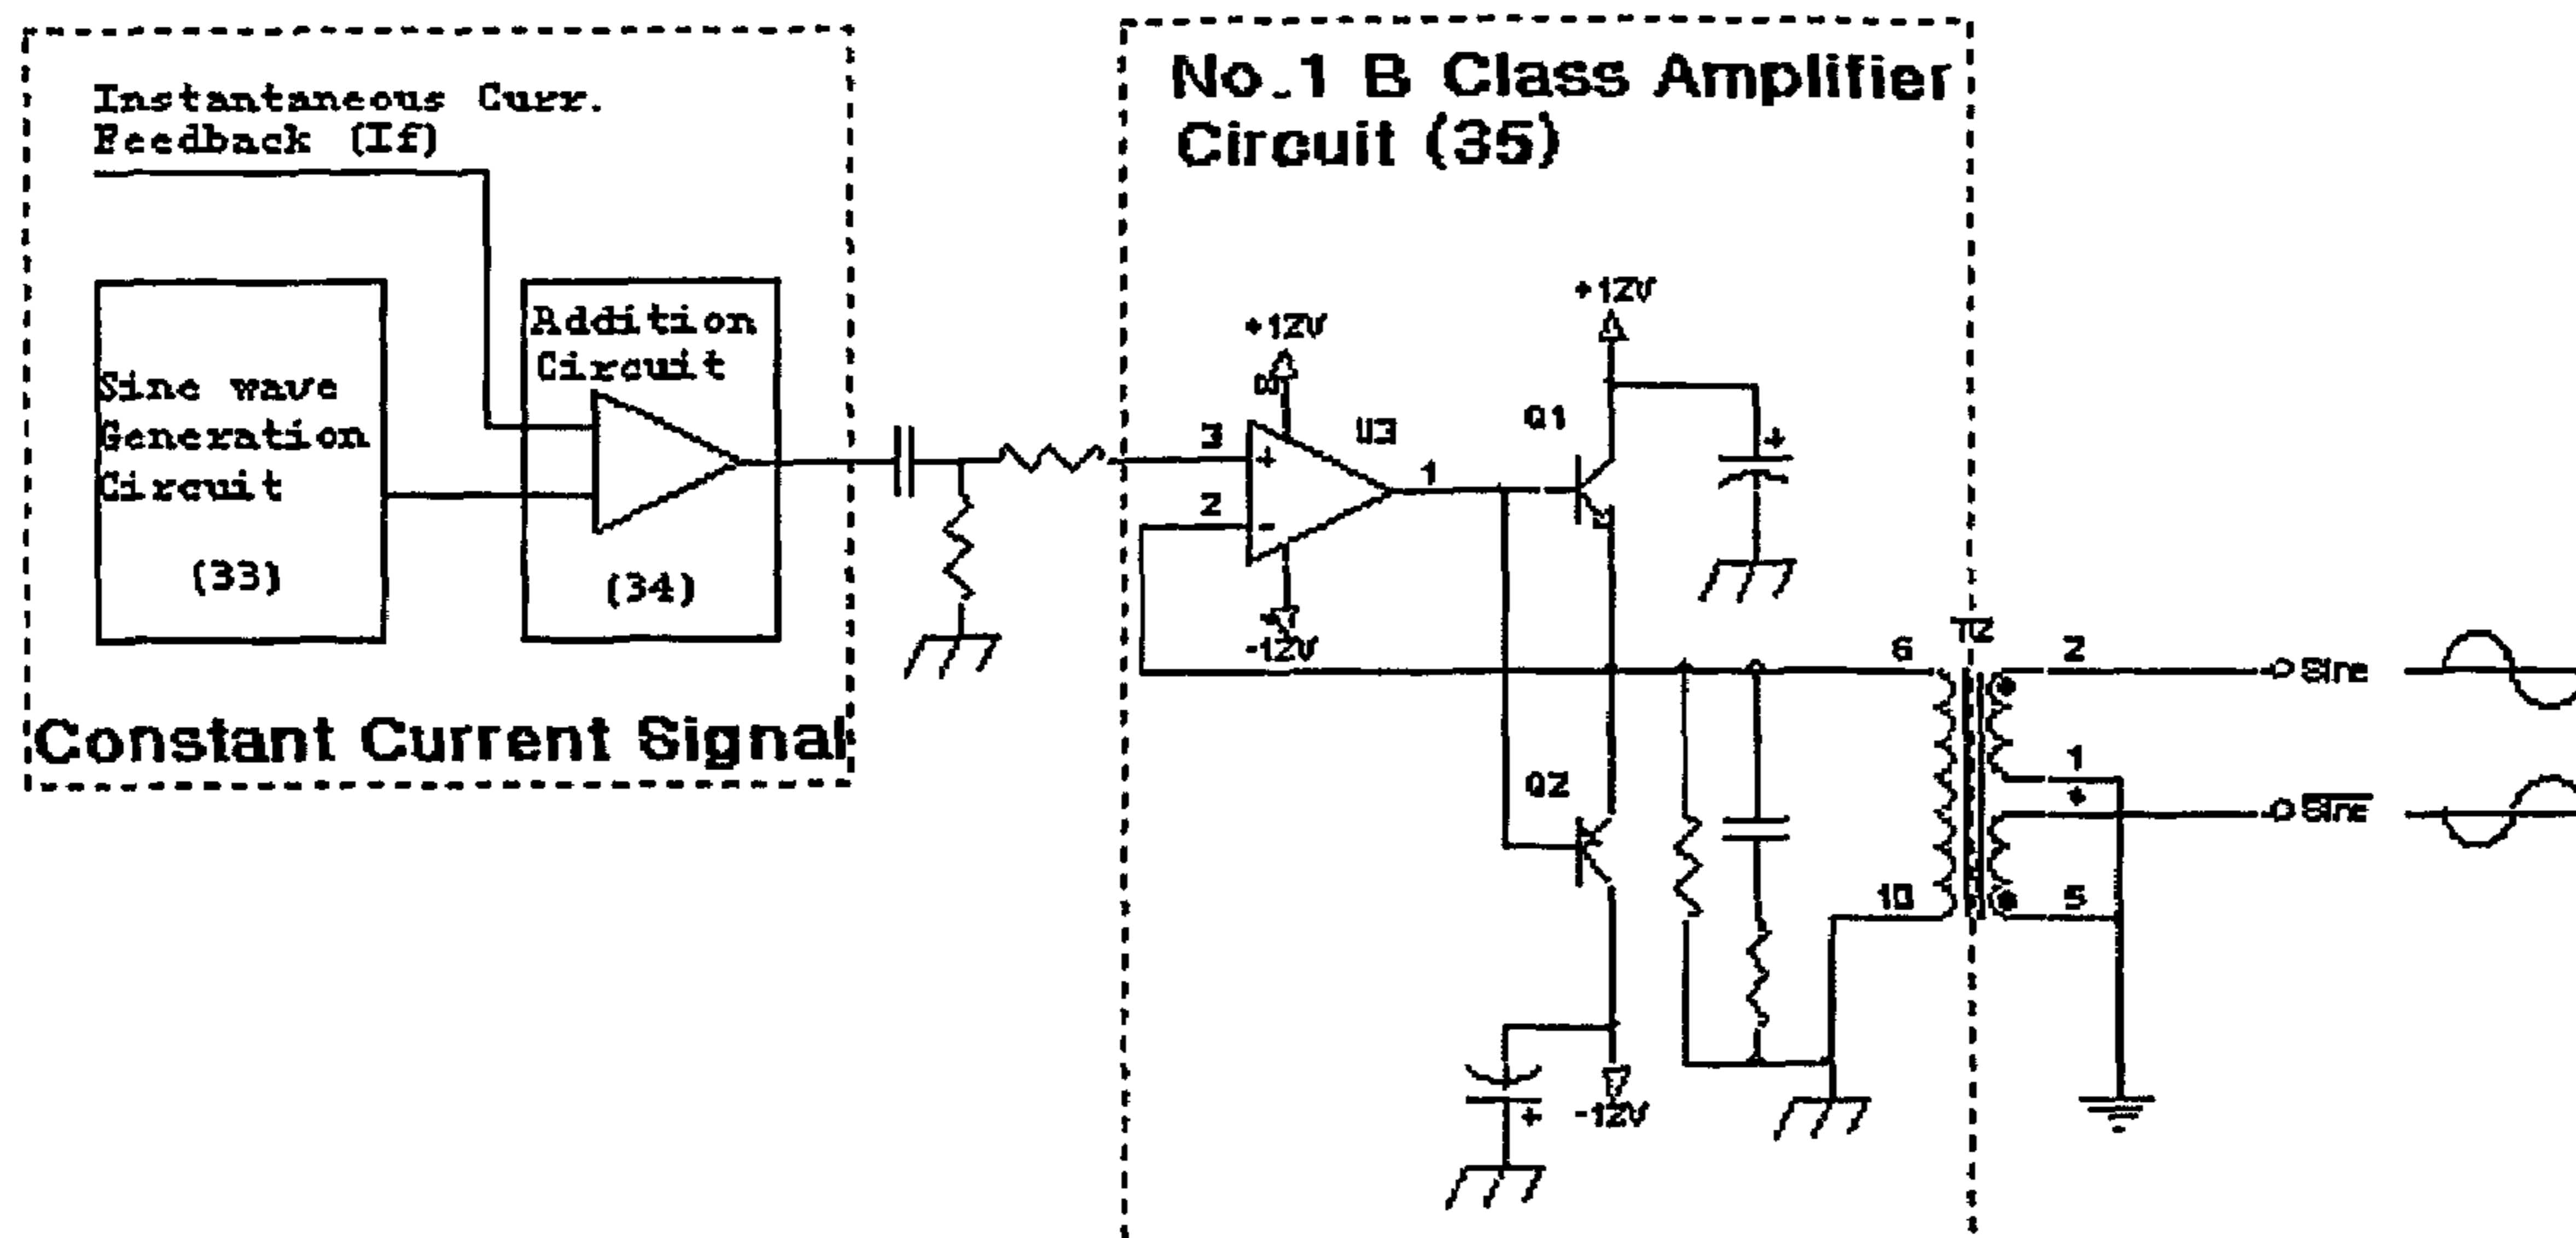 Instantaneous Curr.
Feedback (If)
Sine wave
Generation
Circuit
(33)
Addition
Circuit
(34)
Constant Current Signal
No.1 B Class Amplifier
Circuit (35)
+12V
8
3
+
U3
1
2
-
-12V
+12V
Q1
+
Q2
+
-12V
6
10
T2
2
1
5
Sine
Sine